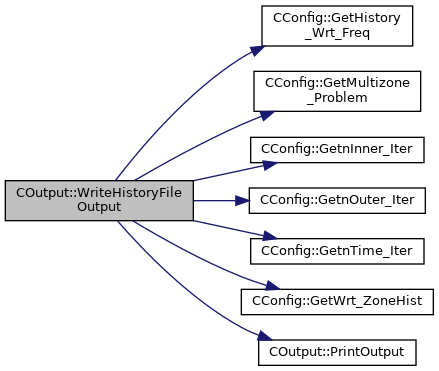 CConfig::GetHistory
_Wrt_Freq
CConfig::GetMultizone
_Problem
CConfig::GetnInner_Iter
COutput::WriteHistoryFile
Output
CConfig::GetnOuter_Iter
CConfig::GetnTime_Iter
CConfig::GetWrt_ZoneHist
COutput::PrintOutput